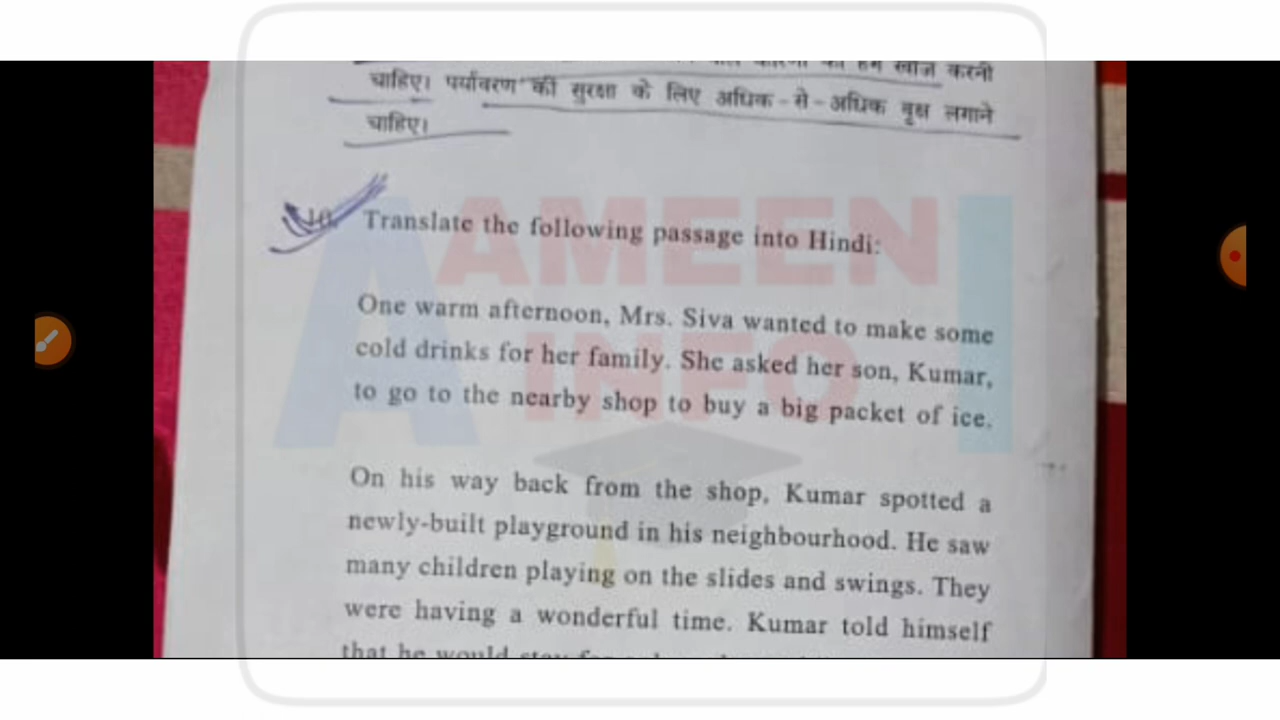 हम खोज करनी
चाहिए। पर्यावरण की सुरक्षा के लिए अधिक-से-अधिक वृक्ष लगाने
चाहिए।
AMEEN
INFO
10. Translate the following passage into Hindi:
One warm afternoon, Mrs. Siva wanted to make some
cold drinks for her family. She asked her son, Kumar,
to go to the nearby shop to buy a big packet of ice.
On his way back from the shop, Kumar spotted a
newly-built playground in his neighbourhood. He saw
many children playing on the slides and swings. They
were having a wonderful time. Kumar told himself
that he would stay for